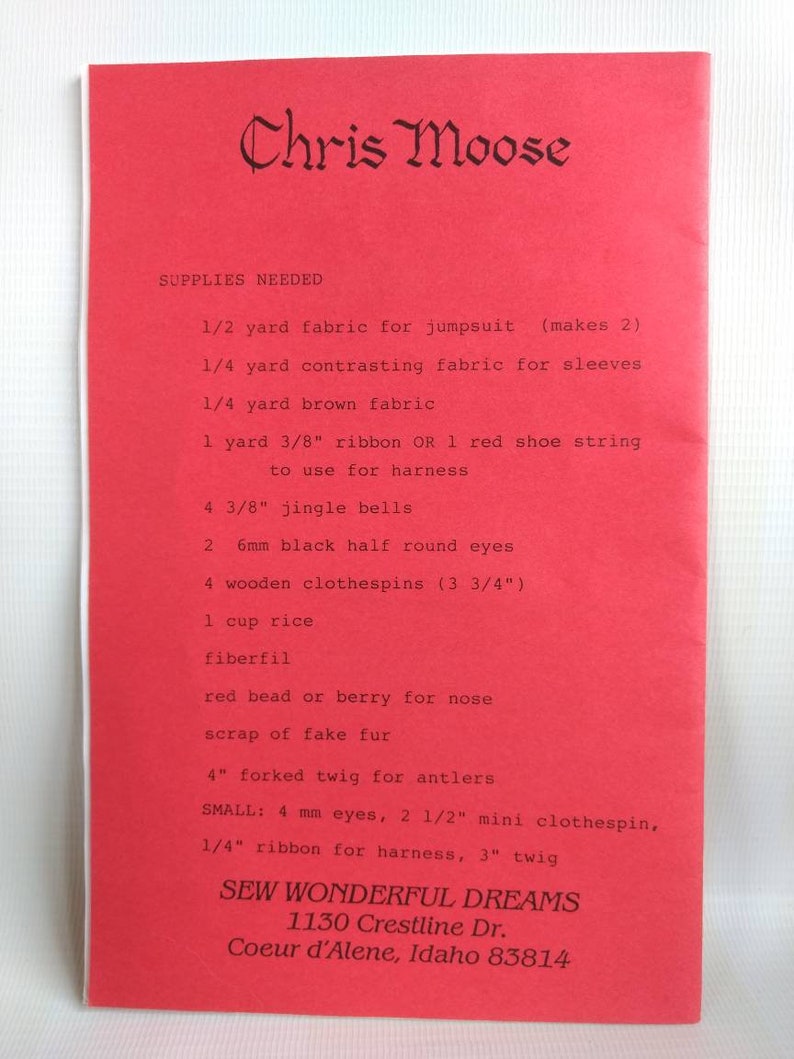 Chris Moose
SUPPLIES NEEDED
1/2 yard fabric for jumpsuit (makes 2)
1/4 yard contrasting fabric for sleeves
1/4 yard brown fabric
1 yard 3/8" ribbon OR 1 red shoe string
to use for harness
4 3/8" jingle bells
2 6mm black half round eyes
4 wooden clothespins (3 3/4")
1 cup rice
fiberfil
red bead or berry for nose
scrap of fake fur
4" forked twig for antlers
SMALL: 4 mm eyes, 2 1/2" mini clothespin,
1/4" ribbon for harness, 3" twig
SEW WONDERFUL DREAMS
1130 Crestline Dr.
Coeur d'Alene, Idaho 83814